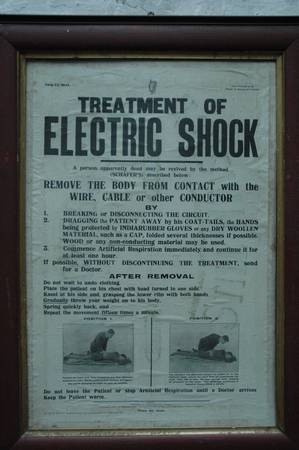 TREATMENT OF
ELECTRIC SHOCK
A person apparently dead may be revived by the method
(SCHAFER'S) described below
REMOVE THE BODY FROM CONTACT with the
WIRE, CABLE or other CONDUCTOR
BY
1. BREAKING or DISCONNECTING THE CIRCUIT.
2. DRAGGING the PATIENT AWAY by his COAT-TAILS, the HANDS
being protected by INDIARUBBER GLOVES or any DRY WOOLLEN
MATERIAL, such as a CAP, folded several thicknesses if possible.
WOOD or any non-conducting material may be used.
3. Commence Artificial Respiration immediately and continue it for
at least one hour.
If possible, WITHOUT DISCONTINUING THE TREATMENT, send
for a Doctor.
AFTER REMOVAL
Do not wait to undo clothing.
Place the patient on his chest with head turned to one side.
Kneel at his side and grasping the lower ribs with both hands
Gradually throw your weight on to his body,
Spring quickly back, and
Repeat the movement fifteen times a minute.
POSITION 1
POSITION 2
Do not leave the Patient or stop Artificial Respiration until a Doctor arrives
Keep the Patient warm.